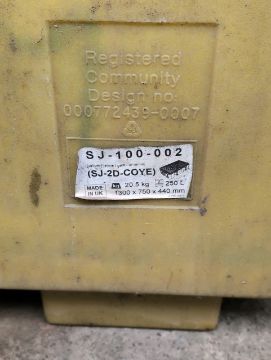 Registered
Community
Design no:
000772439-0007
SJ-100-002
(SJ-2D-COYE)
MADE
IN UK
20.5 kg
250 L
1300 x 750 x 440 mm